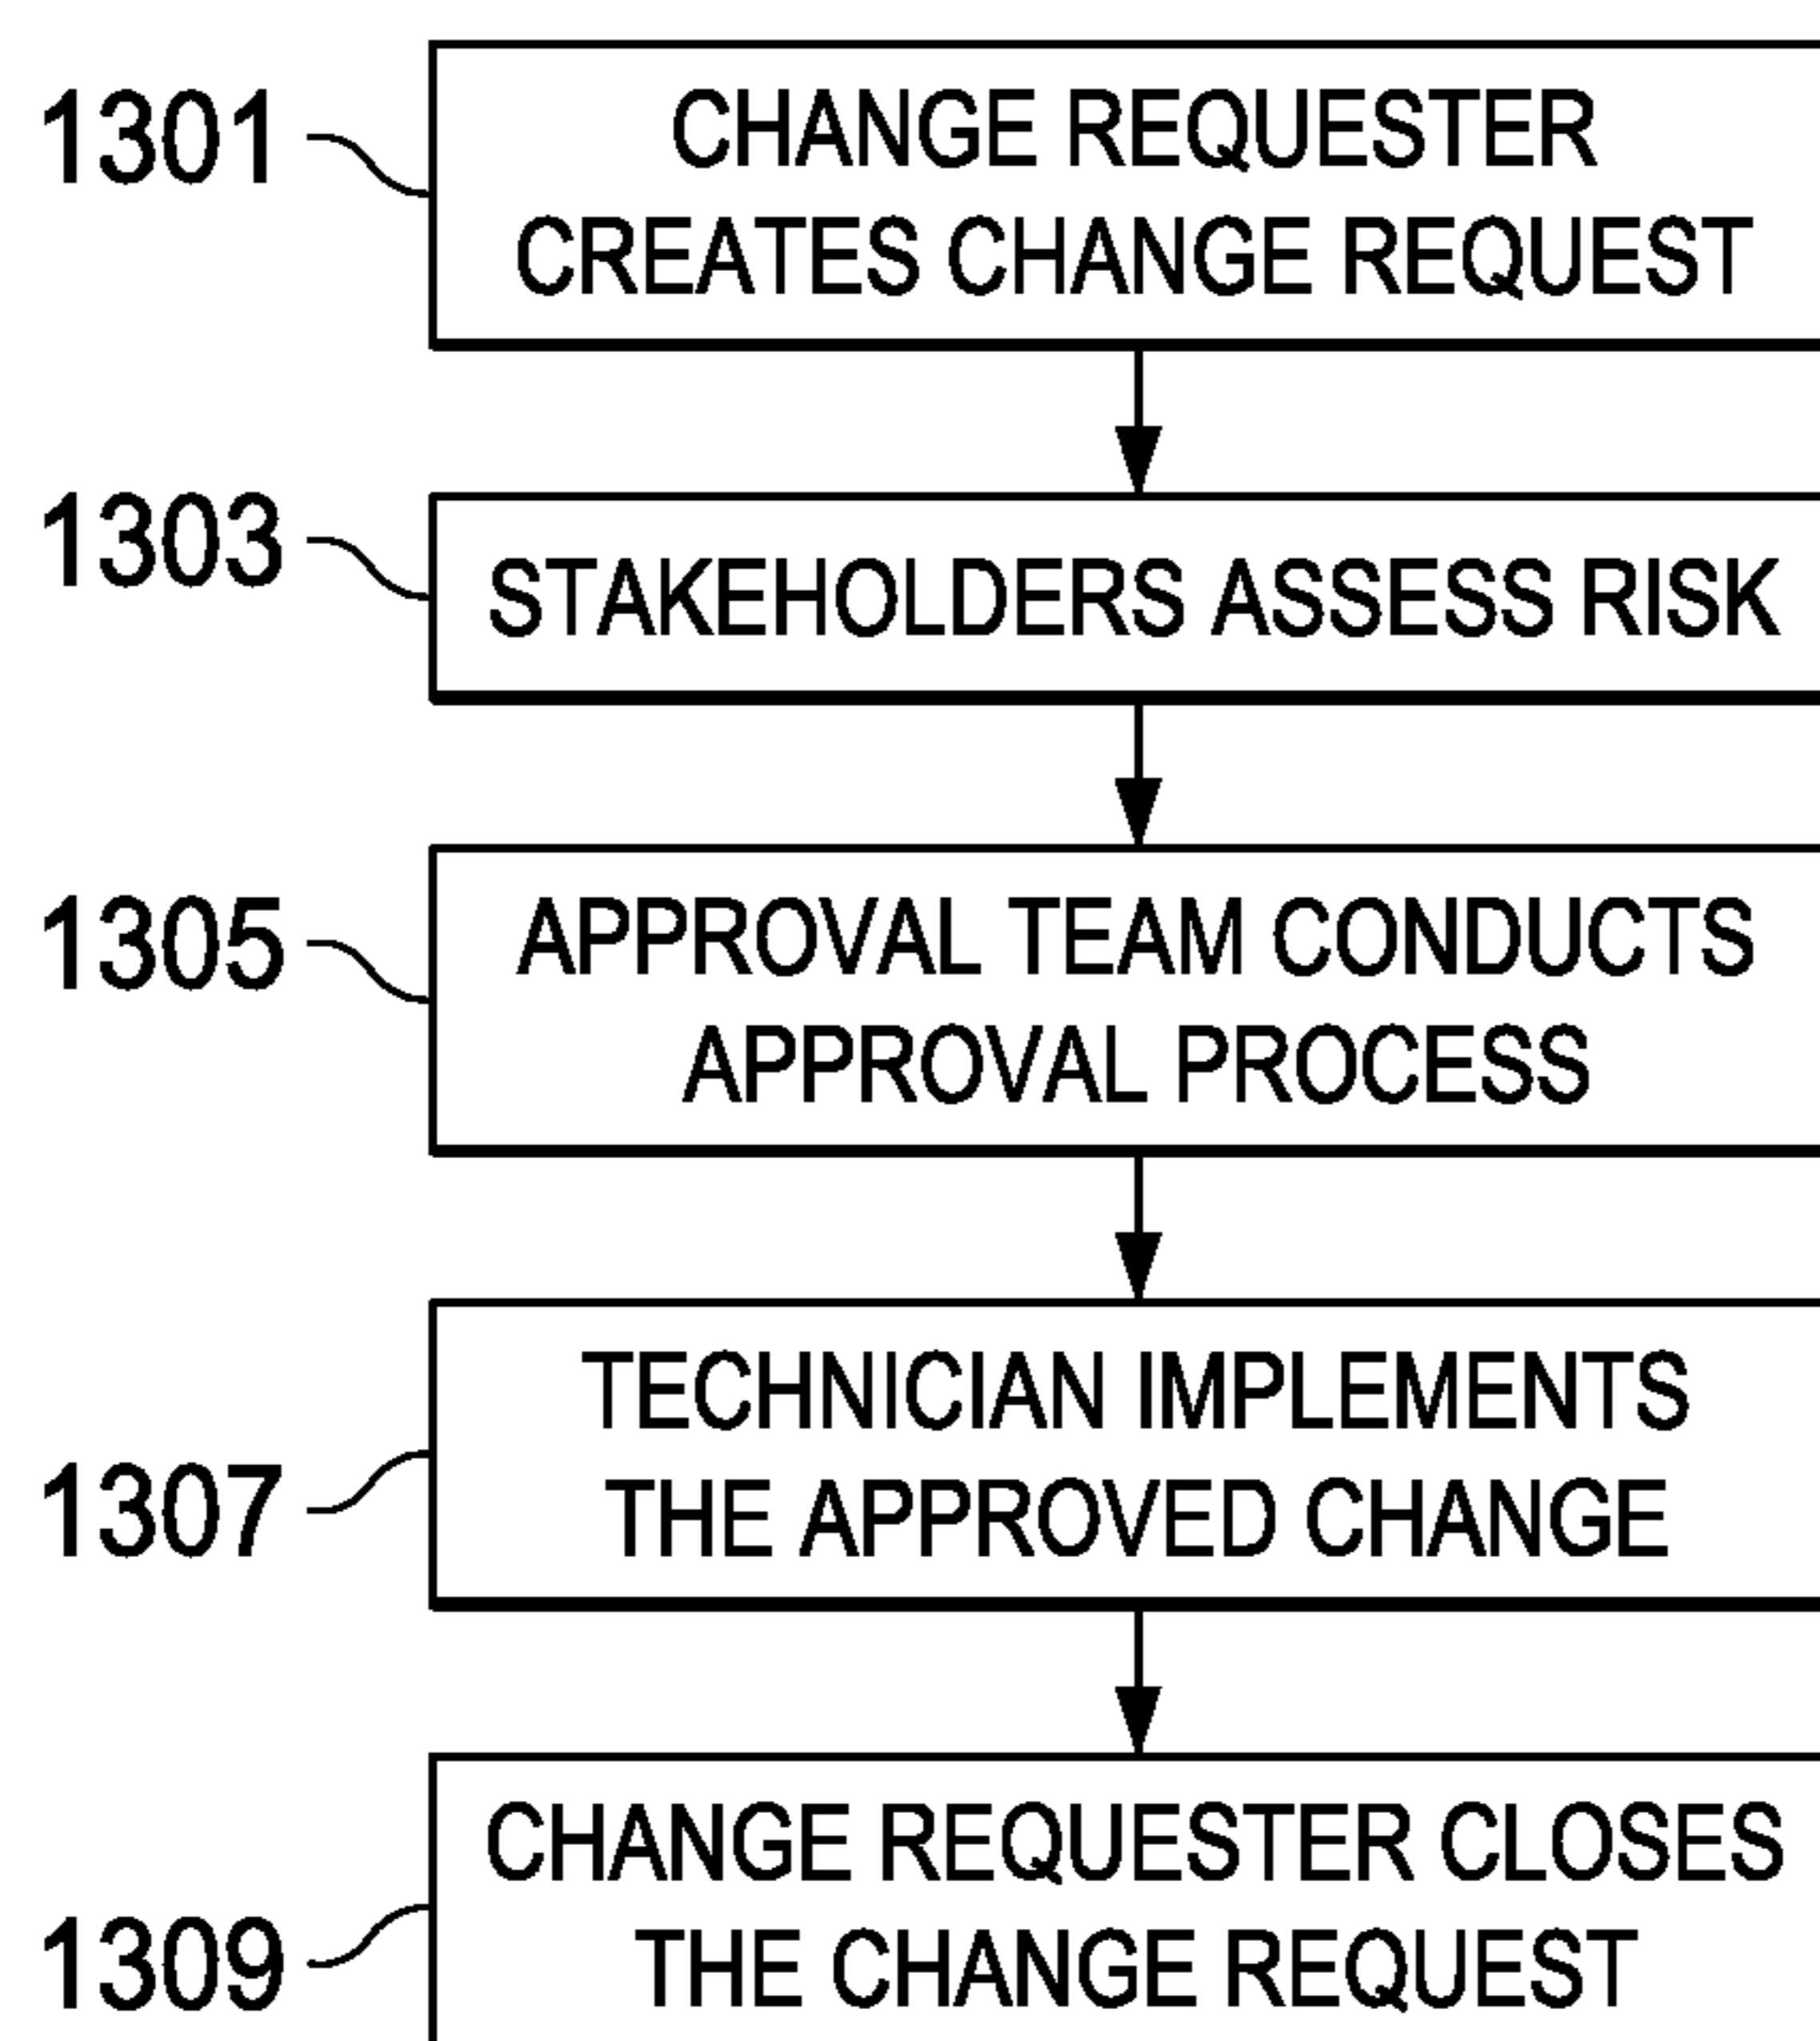 1301
CHANGE REQUESTER
CREATES CHANGE REQUEST
1303
STAKEHOLDERS ASSESS RISK
1305
APPROVAL TEAM CONDUCTS
APPROVAL PROCESS
1307
TECHNICIAN IMPLEMENTS
THE APPROVED CHANGE
1309
CHANGE REQUESTER CLOSES
THE CHANGE REQUEST